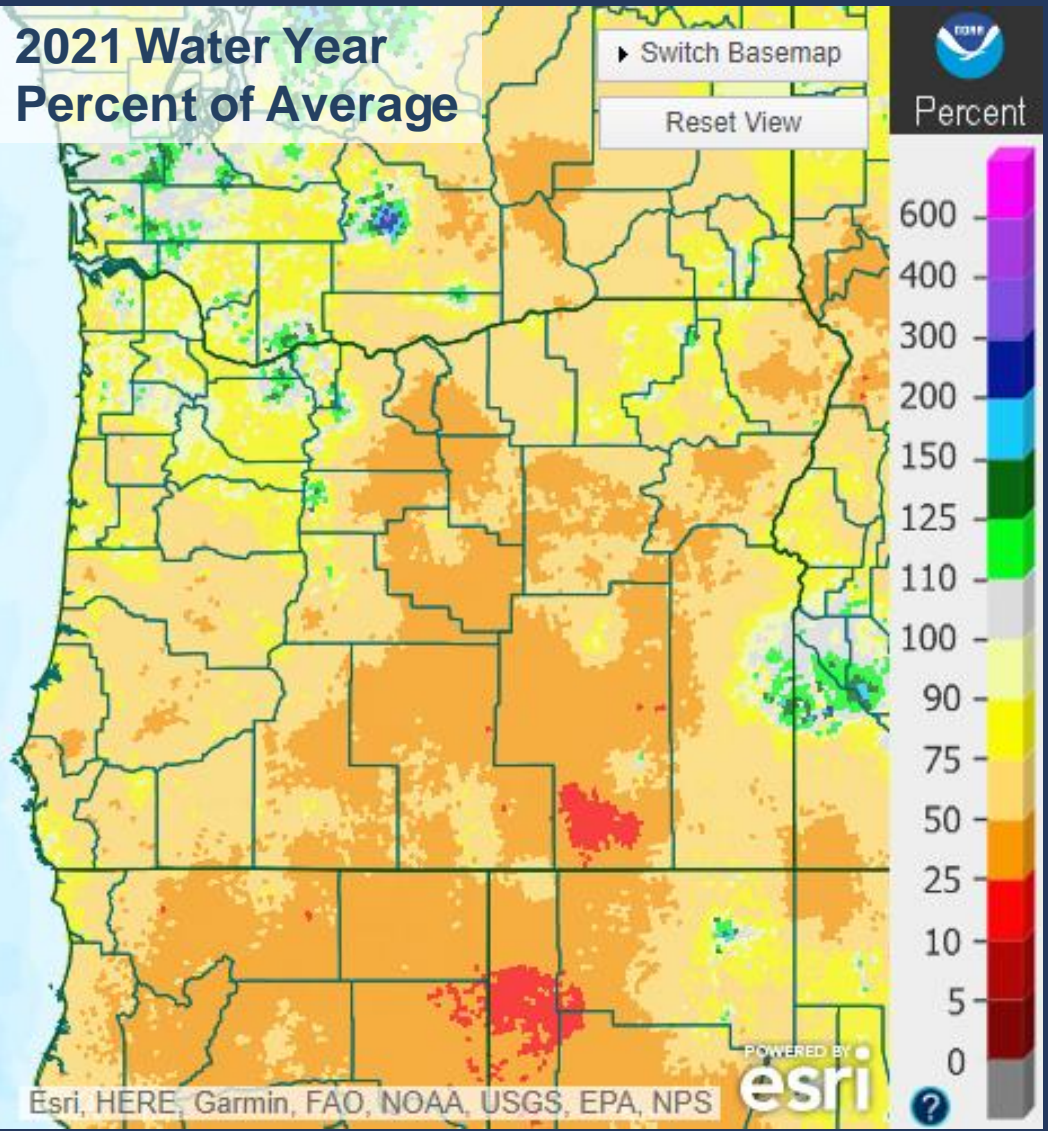 2021 Water Year
Percent of Average
Switch Basemap
Reset View
NOAA
Percent
600
400
300
200
150
125
110
100
90
75
50
25
10
5
0
POWERED BY
esri
Esri, HERE, Garmin, FAO, NOAA, USGS, EPA, NPS
?